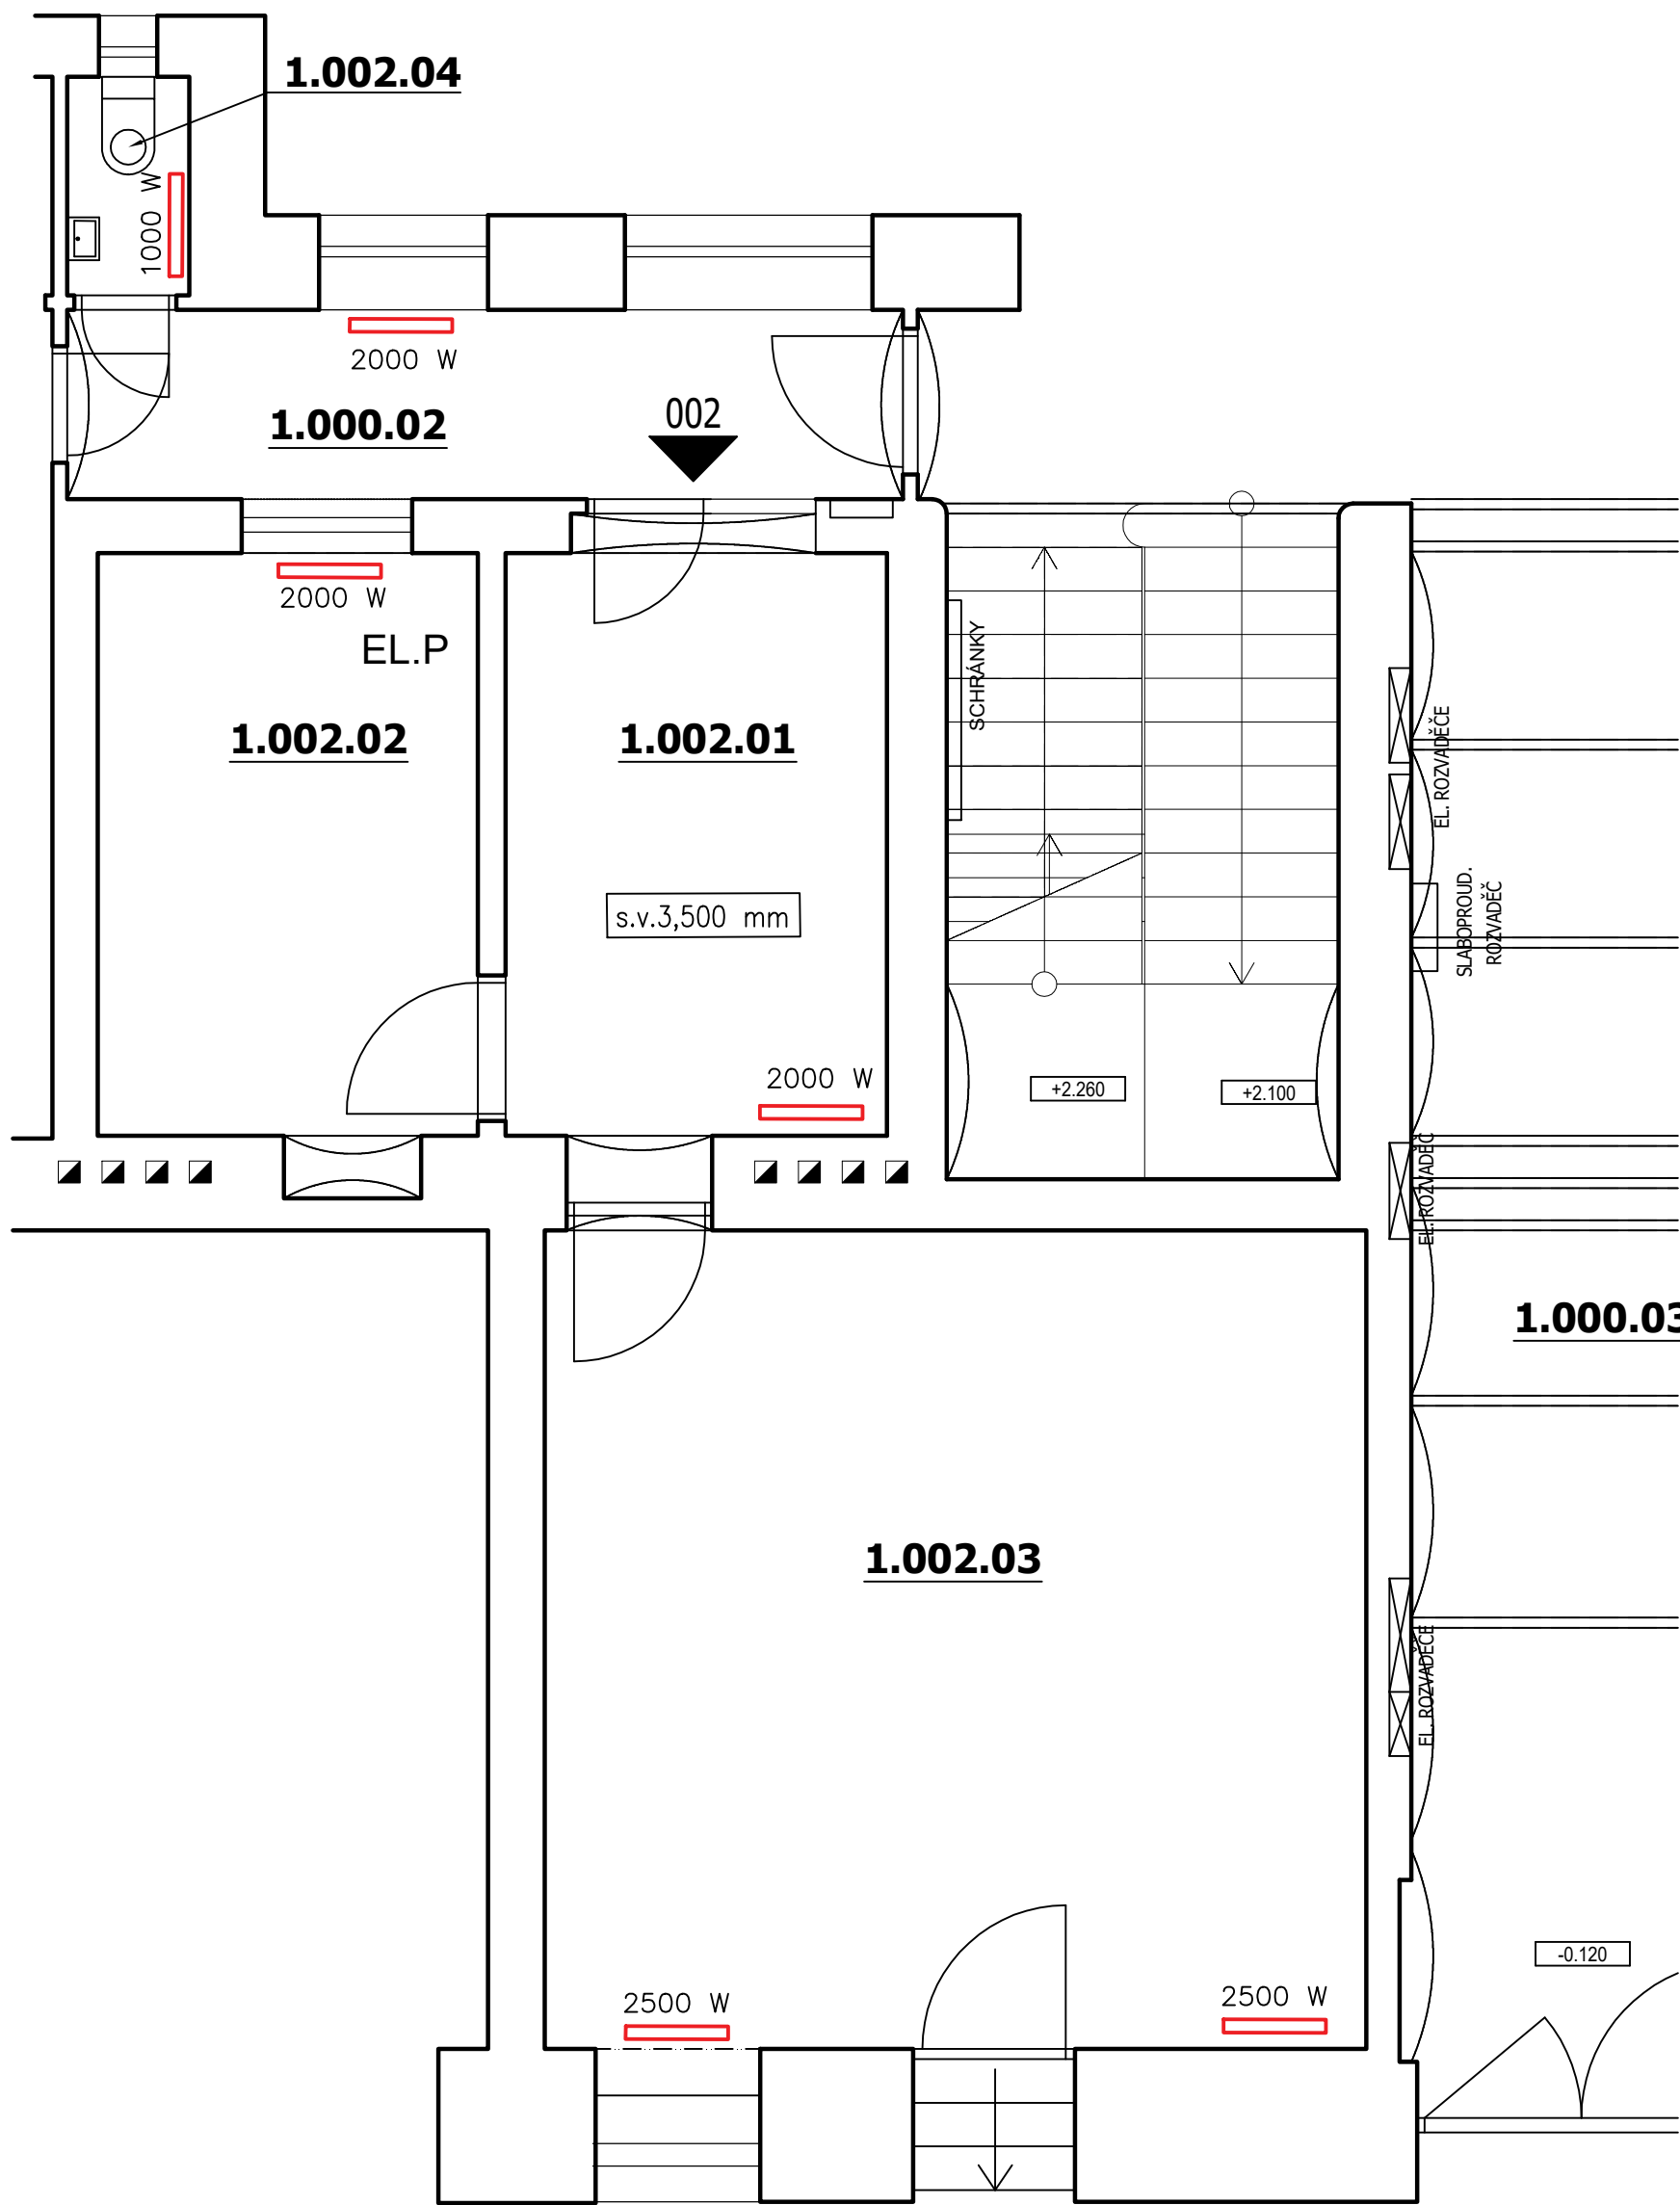 1.002.04
1000 W
2000 W
1.000.02
002
2000 W
EL.P
1.002.02
1.002.01
SCHRÁNKY
EL. ROZVADĚČE
s.v.3,500 mm
SLABOPROUD.
ROZVADĚČ
2000 W
+2.260
+2.100
EL. ROZVADĚČ
1.000.03
1.002.03
EL. ROZVADĚČE
-0.120
2500 W
2500 W